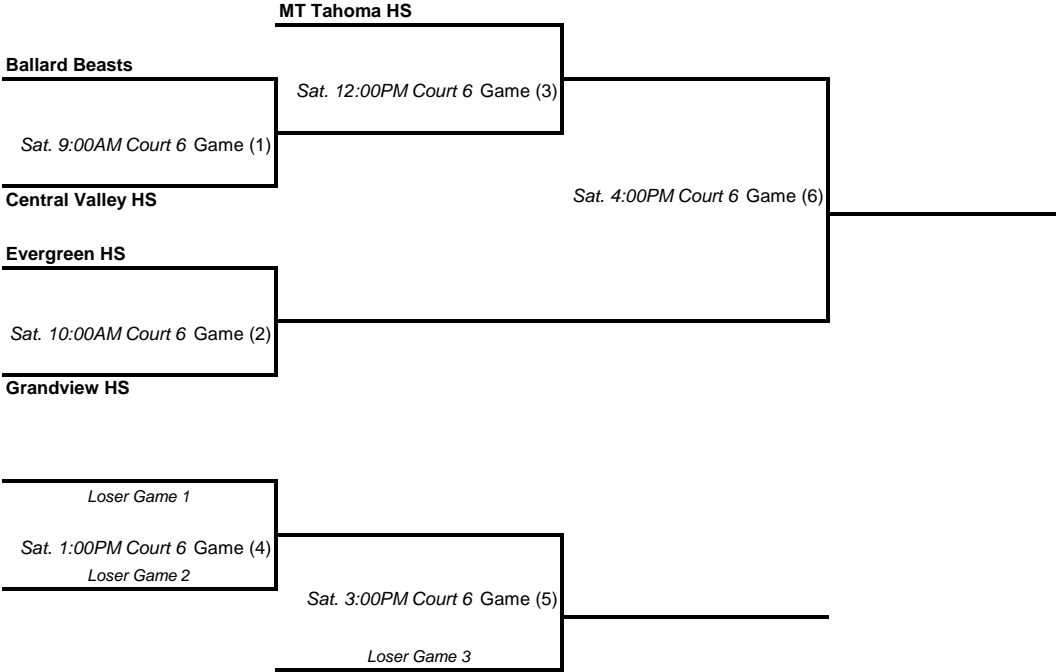 MT Tahoma HS
Ballard Beasts
Sat. 12:00PM Court 6 Game (3)
Sat. 9:00AM Court 6 Game (1)
Central Valley HS
Sat. 4:00PM Court 6 Game (6)
Evergreen HS
Sat. 10:00AM Court 6 Game (2)
Grandview HS
Loser Game 1
Sat. 1:00PM Court 6 Game (4)
Loser Game 2
Sat. 3:00PM Court 6 Game (5)
Loser Game 3